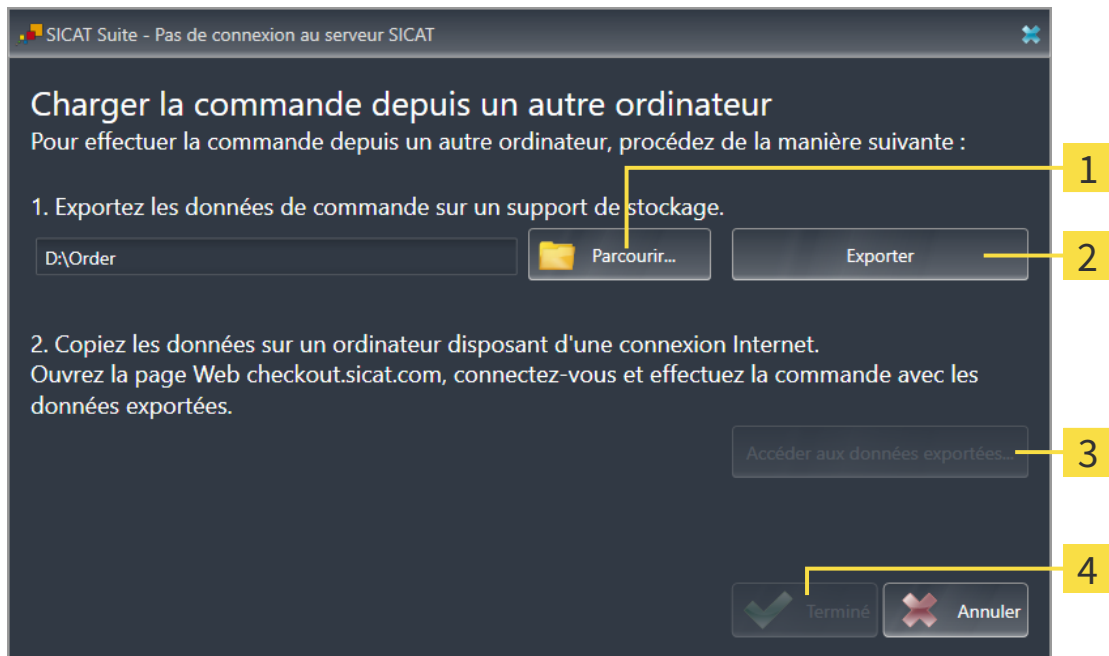 SICAT Suite - Pas de connexion au serveur SICAT
Charger la commande depuis un autre ordinateur
Pour effectuer la commande depuis un autre ordinateur, procédez de la manière suivante :
1
1. Exportez les données de commande sur un support de stockage.
D:\Order
Parcourir...
Exporter
2
2. Copiez les données sur un ordinateur disposant d'une connexion Internet.
Ouvrez la page Web checkout.sicat.com, connectez-vous et effectuez la commande avec les
données exportées.
Accéder aux données exportées...
3
4
Terminé
Annuler